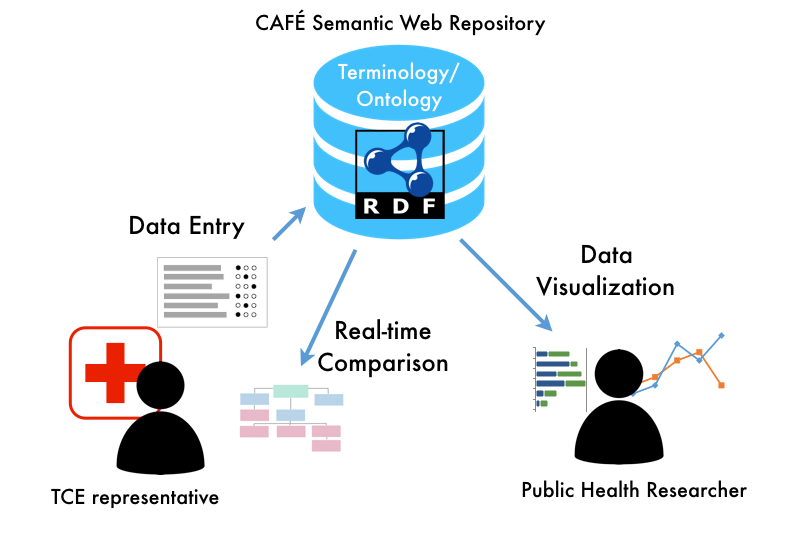 CAFÉ Semantic Web Repository
Terminology/
Ontology
RDF
Data Entry
Data
Visualization
Real-time
Comparison
TCE representative
Public Health Researcher